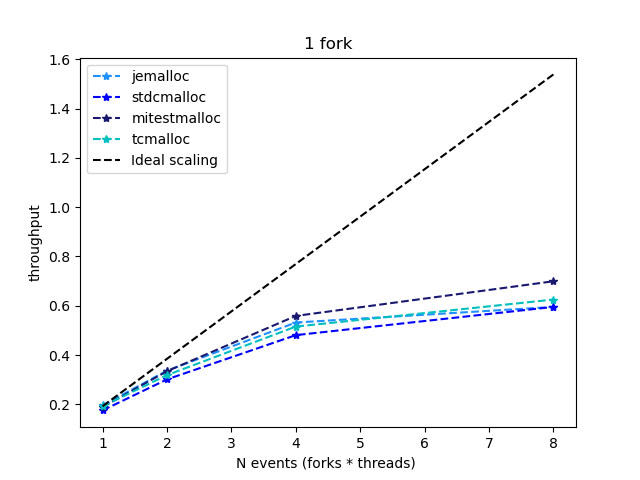 1 fork
1.6
1.4
1.2
1.0
0.8
0.6
0.4
0.2
throughput
jemalloc
stdcmalloc
mitestmalloc
tcmalloc
Ideal scaling
1 2 3 4 5 6 7 8
N events (forks * threads)